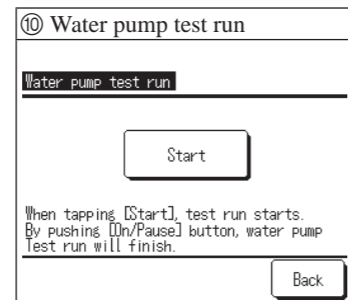 ⑩ Water pump test run
Water pump test run
Start
When tapping [Start], test run starts.
By pushing [On/Pause] button, water pump
Test run will finish.
Back